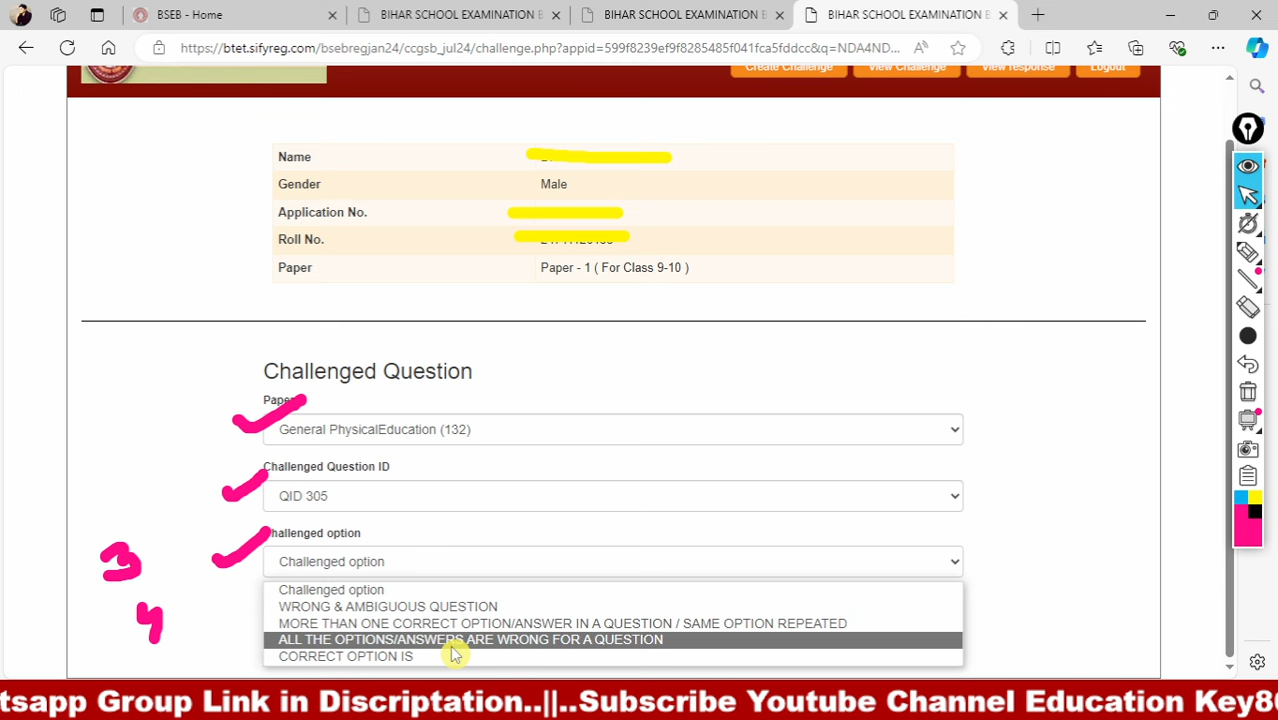 BSEB - Home
BIHAR SCHOOL EXAMINATION B
BIHAR SCHOOL EXAMINATION B
BIHAR SCHOOL EXAMINATION B
https://btet.sifyreg.com/bsebregjan24/ccgsb_jul24/challenge.php?appid=599f8239ef9f8285485f041fca5fddcc&q=NDA4ND...
Create Challenge
View Challenge
View response
Logout
Name
Gender
Male
Application No.
Roll No.
Paper
Paper - 1 ( For Class 9-10 )
Challenged Question
Paper
General PhysicalEducation (132)
Challenged Question ID
QID 305
Challenged option
Challenged option
3
4
Challenged option
WRONG & AMBIGUOUS QUESTION
MORE THAN ONE CORRECT OPTION/ANSWER IN A QUESTION / SAME OPTION REPEATED
ALL THE OPTIONS/ANSWERS ARE WRONG FOR A QUESTION
CORRECT OPTION IS
tsapp Group Link in Discription..||..Subscribe Youtube Channel Education Key8